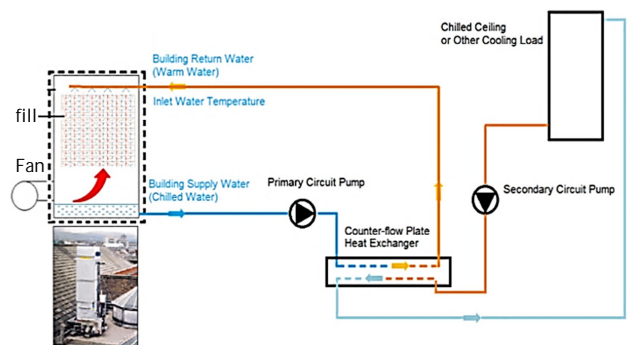 Chilled Ceiling
or Other Cooling Load
Building Return Water
(Warm Water)
Inlet Water Temperature
fill
Fan
Building Supply Water
(Chilled Water)
Primary Circuit Pump
Secondary Circuit Pump
Counter-flow Plate
Heat Exchanger